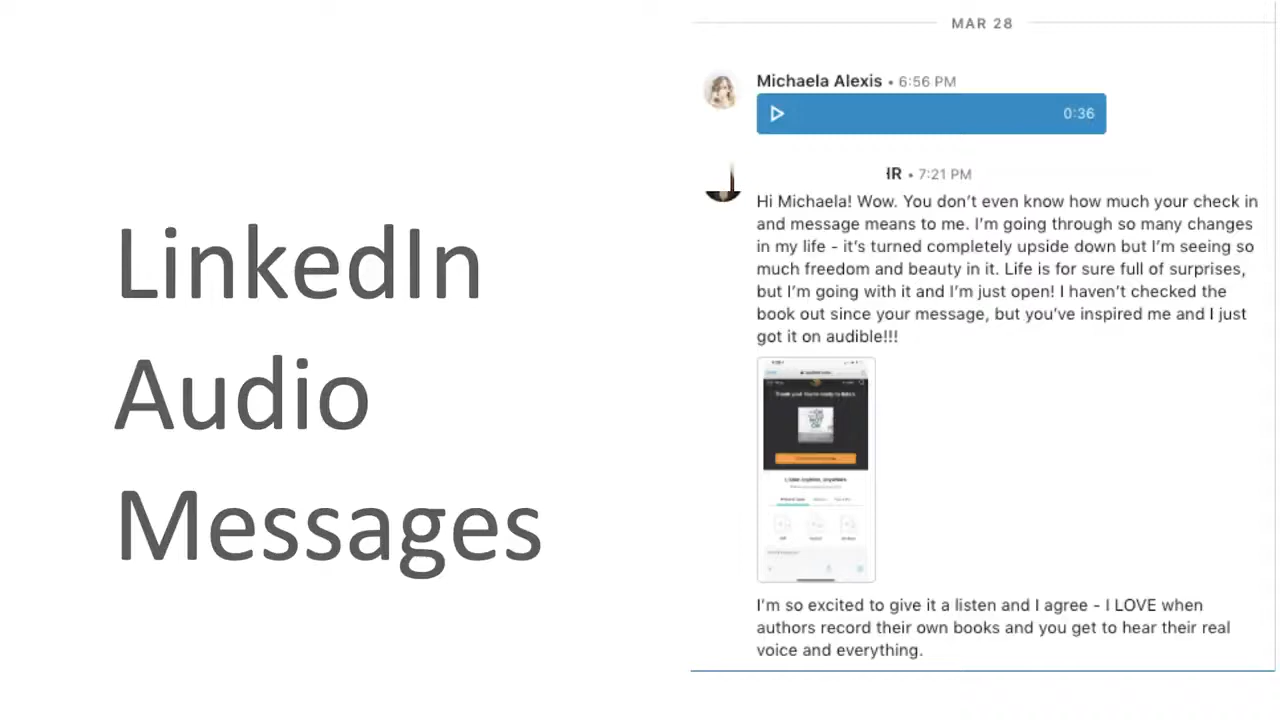 LinkedIn
Audio
Messages
MAR 28
Michaela Alexis • 6:56 PM
0:36
HR • 7:21 PM
Hi Michaela! Wow. You don’t even know how much your check in
and message means to me. I’m going through so many changes
in my life - it’s turned completely upside down but I’m seeing so
much freedom and beauty in it. Life is for sure full of surprises,
but I’m going with it and I’m just open! I haven’t checked the
book out since your message, but you’ve inspired me and I just
got it on audible!!!
I’m so excited to give it a listen and I agree - I LOVE when
authors record their own books and you get to hear their real
voice and everything.